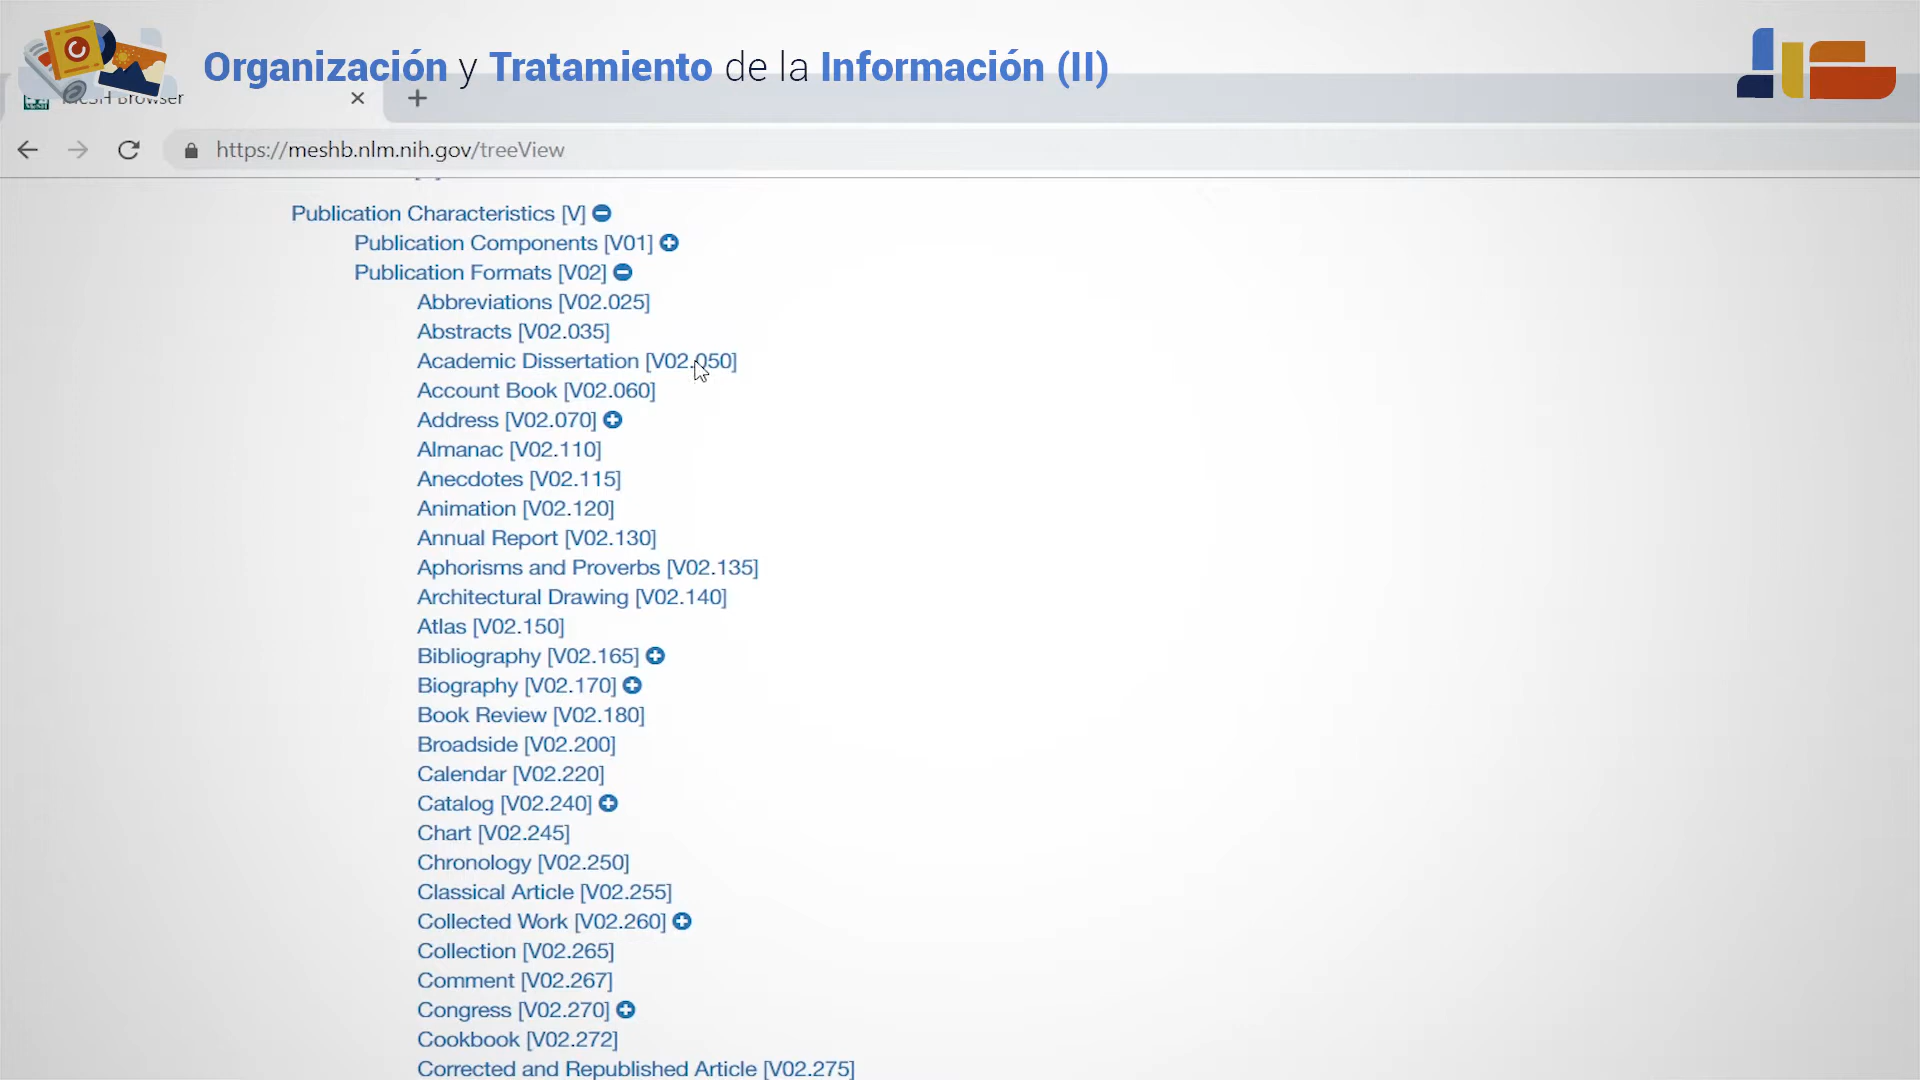 Organización y Tratamiento de la Información (II)
MeSH Browser
https://meshb.nlm.nih.gov/treeView
Publication Characteristics [V]
Publication Components [V01]
Publication Formats [V02]
Abbreviations [V02.025]
Abstracts [V02.035]
Academic Dissertation [V02.050]
Account Book [V02.060]
Address [V02.070]
Almanac [V02.110]
Anecdotes [V02.115]
Animation [V02.120]
Annual Report [V02.130]
Aphorisms and Proverbs [V02.135]
Architectural Drawing [V02.140]
Atlas [V02.150]
Bibliography [V02.165]
Biography [V02.170]
Book Review [V02.180]
Broadside [V02.200]
Calendar [V02.220]
Catalog [V02.240]
Chart [V02.245]
Chronology [V02.250]
Classical Article [V02.255]
Collected Work [V02.260]
Collection [V02.265]
Comment [V02.267]
Congress [V02.270]
Cookbook [V02.272]
Corrected and Republished Article [V02.275]